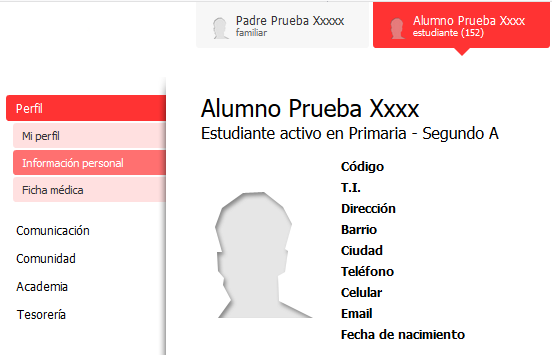 Padre Prueba Xxxxx
familiar
Alumno Prueba Xxxx
estudiante (152)
Perfil
Mi perfil
Información personal
Ficha médica
Comunicación
Comunidad
Academia
Tesorería
Alumno Prueba Xxxx
Estudiante activo en Primaria - Segundo A
Código
T.I.
Dirección
Barrio
Ciudad
Teléfono
Celular
Email
Fecha de nacimiento